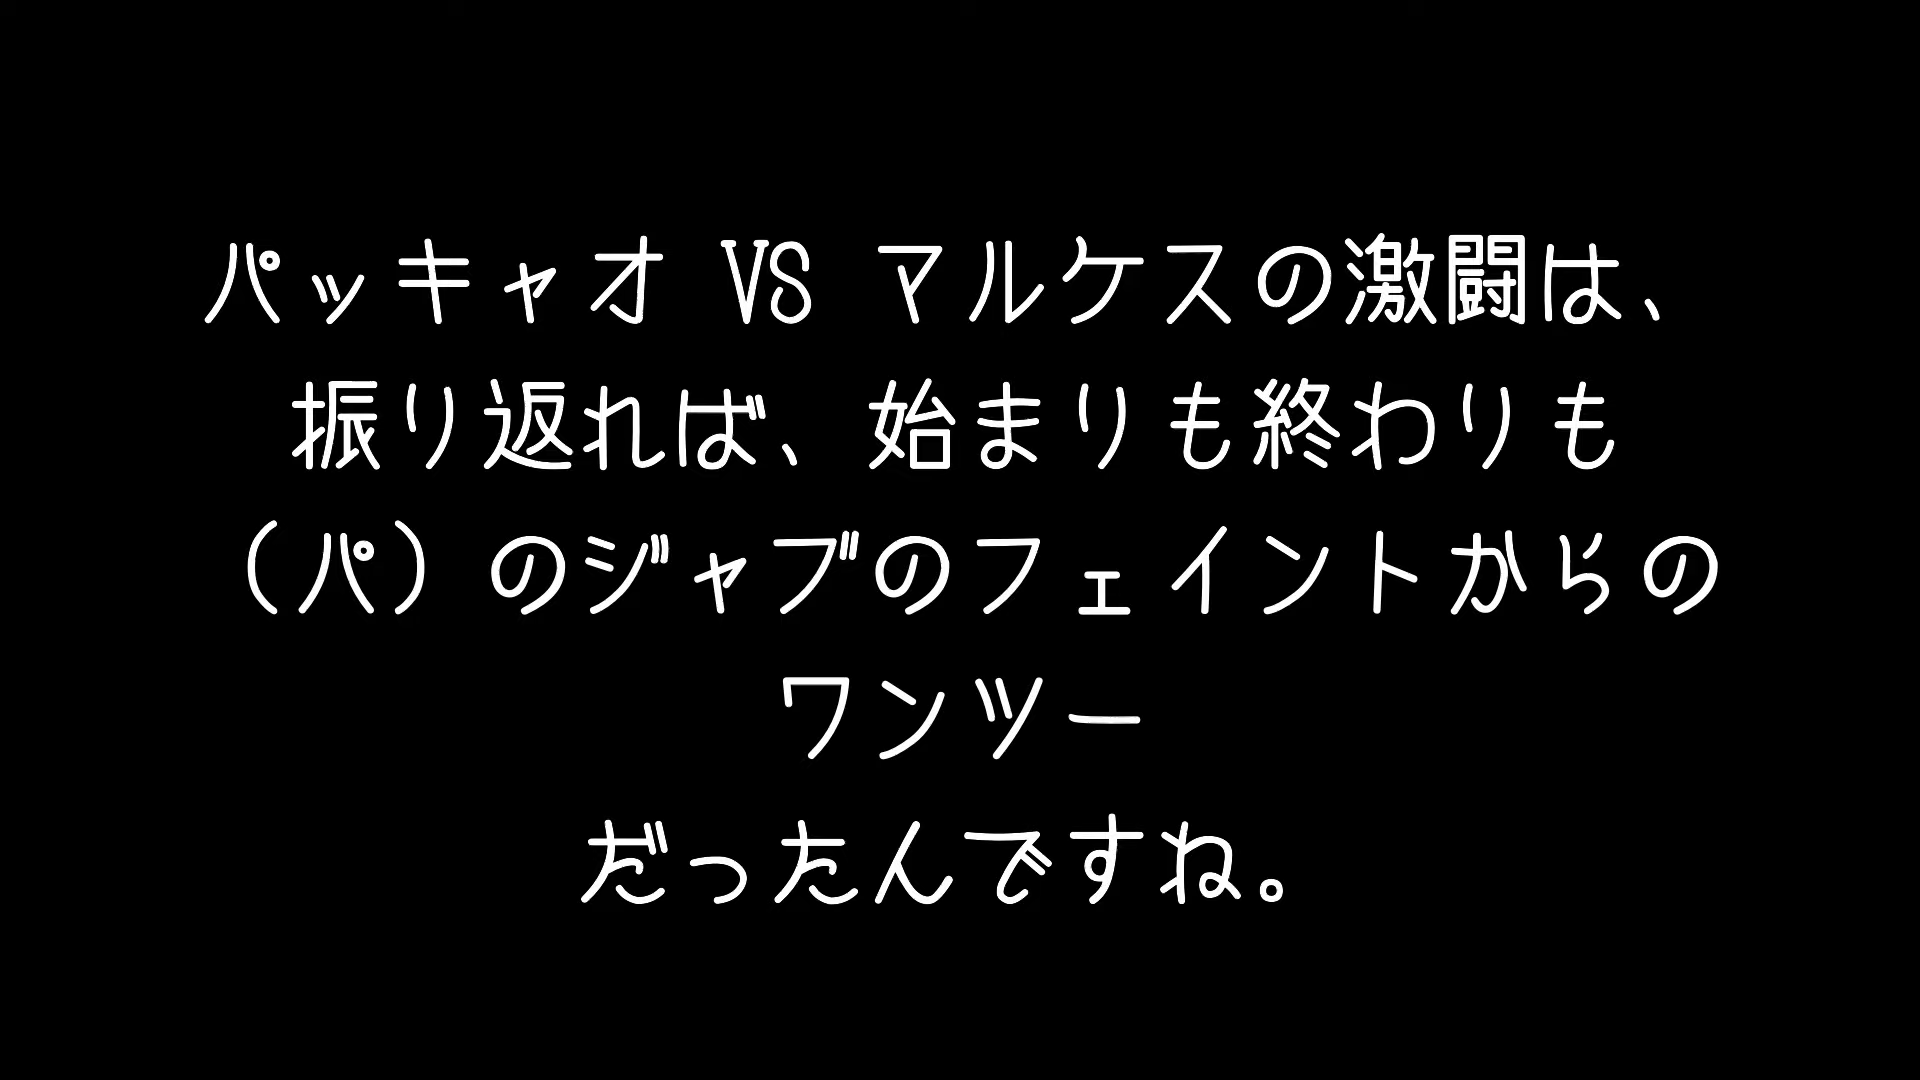 パッキャオ VS マルケスの激闘は、
振り返れば、始まりも終わりも
（パ）のジャブのフェイントからの
ワンツー
だったんですね。